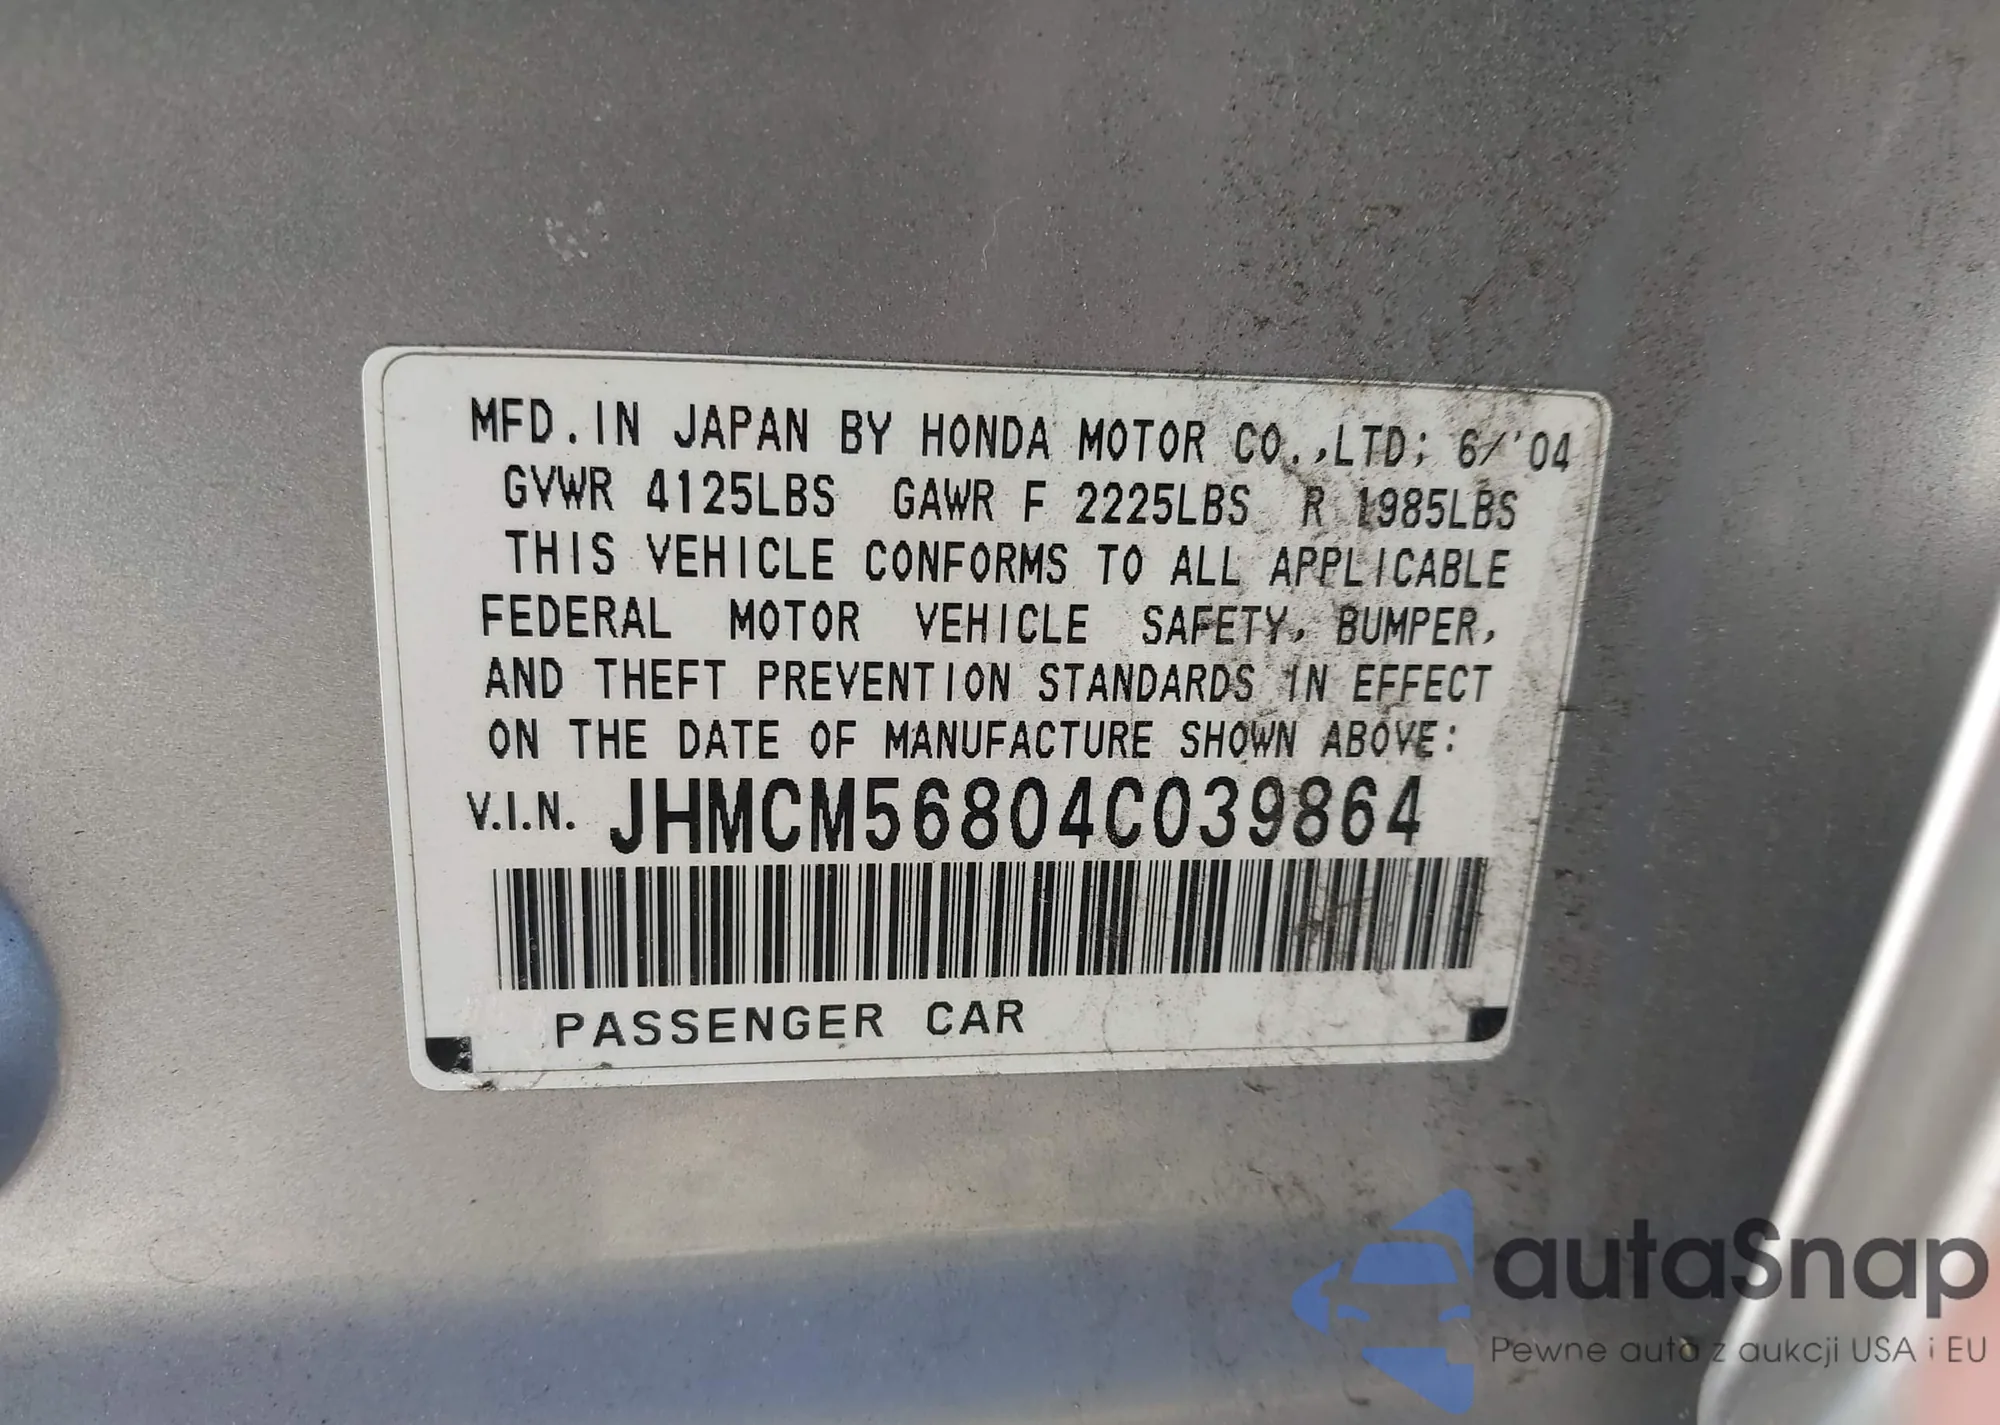 MFD. IN JAPAN BY HONDA MOTOR CO.,LTD; 6/'04
GVWR 4125LBS GAWR F 2225LBS R 1985LBS
THIS VEHICLE CONFORMS TO ALL APPLICABLE
FEDERAL MOTOR VEHICLE SAFETY, BUMPER,
AND THEFT PREVENTION STANDARDS IN EFFECT
ON THE DATE OF MANUFACTURE SHOWN ABOVE:
V.I.N. JHMCM56804C039864
PASSENGER CAR
autaSnap
Pewne auta z aukcji USA i EU